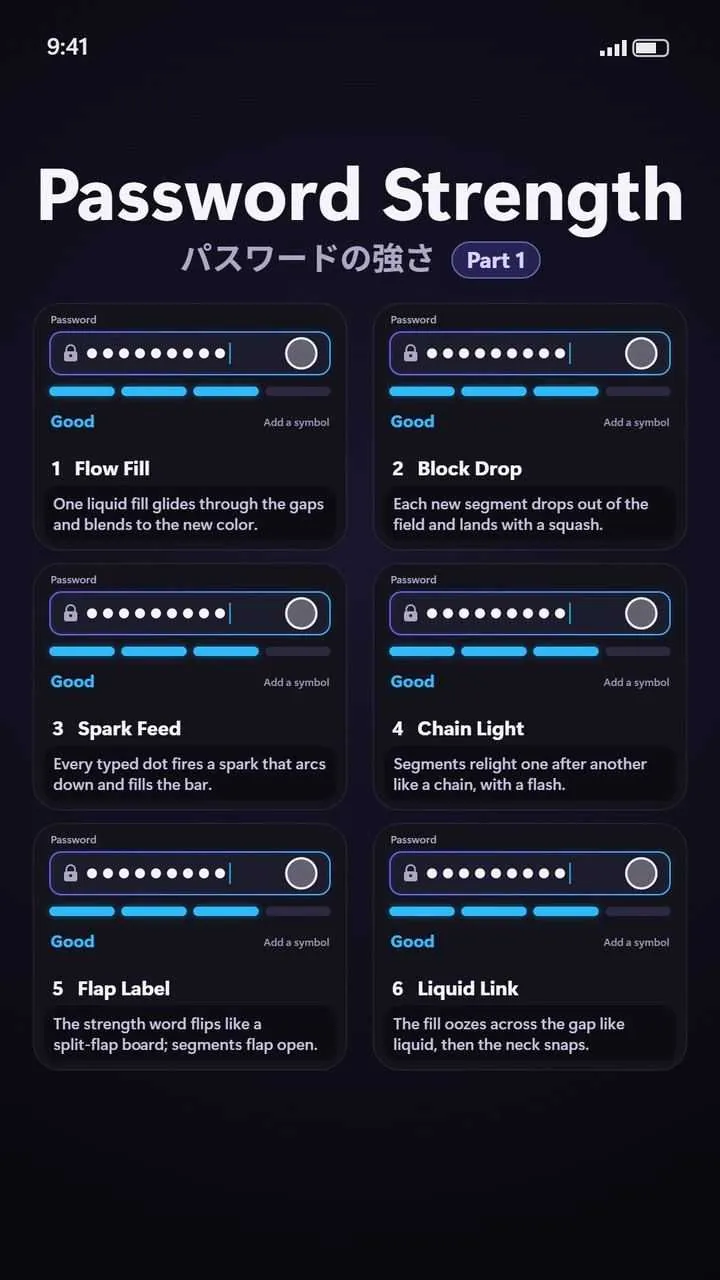 9:41
Password Strength
パスワードの強さ Part 1
Password
Good Add a symbol
1 Flow Fill
One liquid fill glides through the gaps
and blends to the new color.
Password
Good Add a symbol
2 Block Drop
Each new segment drops out of the
field and lands with a squash.
Password
Good Add a symbol
3 Spark Feed
Every typed dot fires a spark that arcs
down and fills the bar.
Password
Good Add a symbol
4 Chain Light
Segments relight one after another
like a chain, with a flash.
Password
Good Add a symbol
5 Flap Label
The strength word flips like a
split-flap board; segments flap open.
Password
Good Add a symbol
6 Liquid Link
The fill oozes across the gap like
liquid, then the neck snaps.